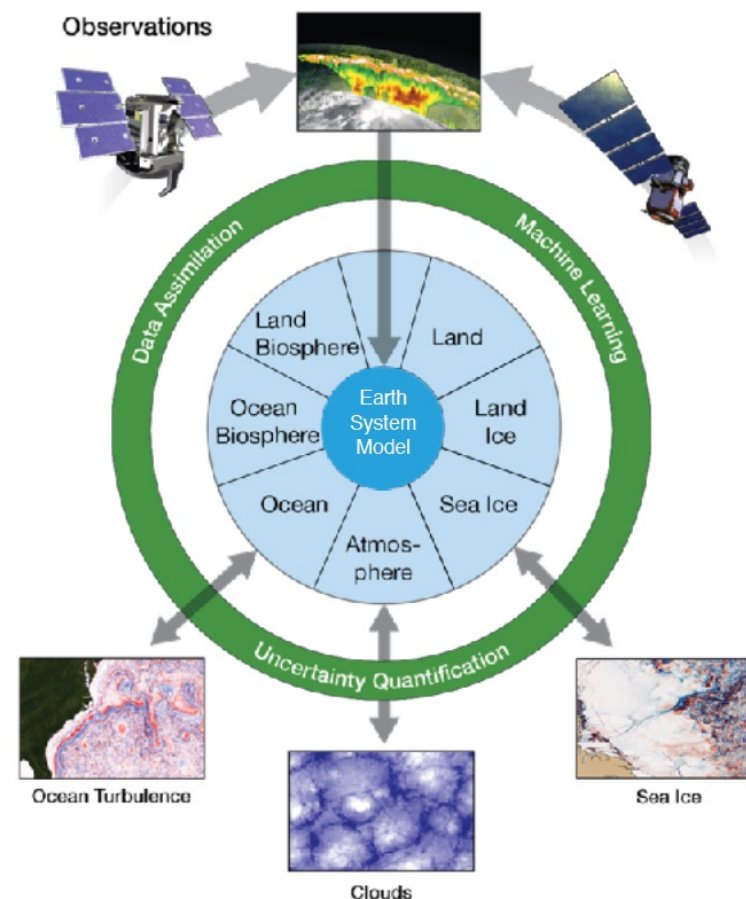 Observations
Data Assimilation
Machine Learning
Land
Biosphere
Land
Earth
System
Model
Ocean
Biosphere
Land
Ice
Ocean
Sea Ice
Atmos-
phere
Uncertainty Quantification
Ocean Turbulence
Sea Ice
Clouds